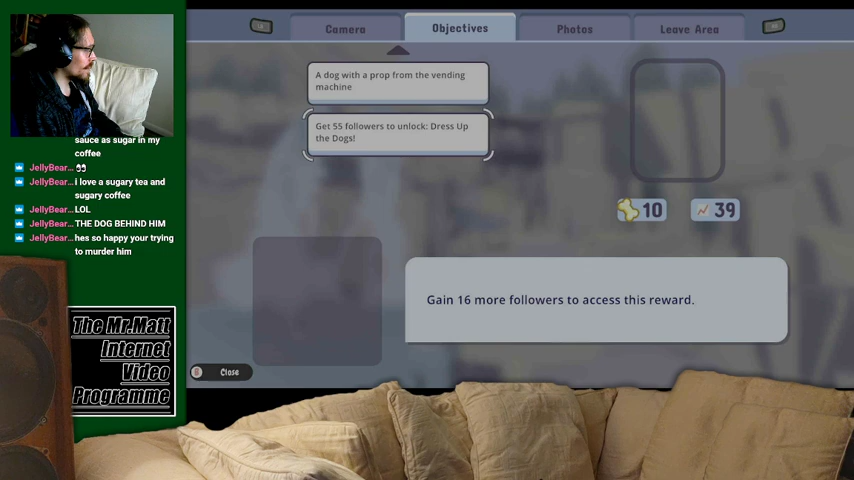 Camera
Objectives
Photos
Leave Area
A dog with a prop from the vending
machine
Get 55 followers to unlock: Dress Up
the Dogs!
10
39
Gain 16 more followers to access this reward.
Close
sauce as sugar in my
coffee
JellyBear...
JellyBear... i love a sugary tea and
sugary coffee
JellyBear... LOL
JellyBear... THE DOG BEHIND HIM
JellyBear... hes so happy your trying
to murder him
The Mr.Matt
Internet
Video
Programme